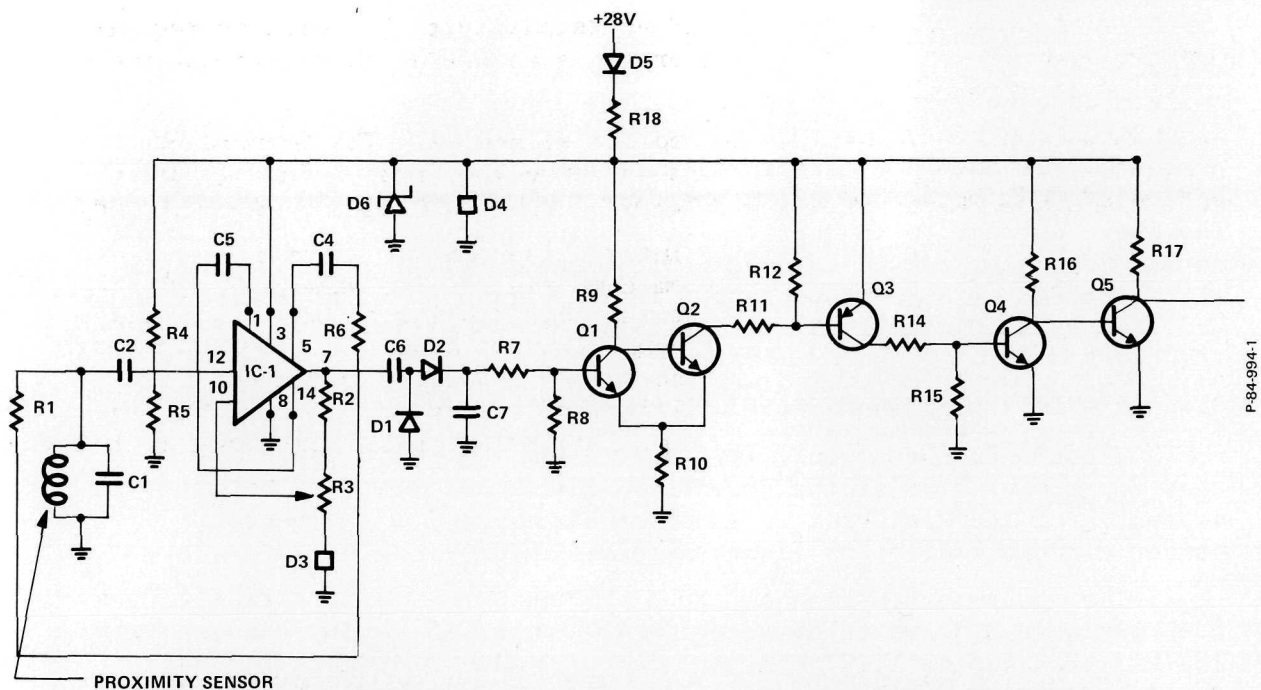 +28V
D5
R18
D6
D4
C5
C4
R12
Q3
R16
R17
Q5
Q4
R4
1
3
5
R6
R9
Q1
Q2
R11
R14
C2
12
10
IC-1
7
8
14
R2
C6
D2
R7
R1
R5
D1
C7
R8
R15
C1
R3
R10
D3
PROXIMITY SENSOR
P-84-994-1